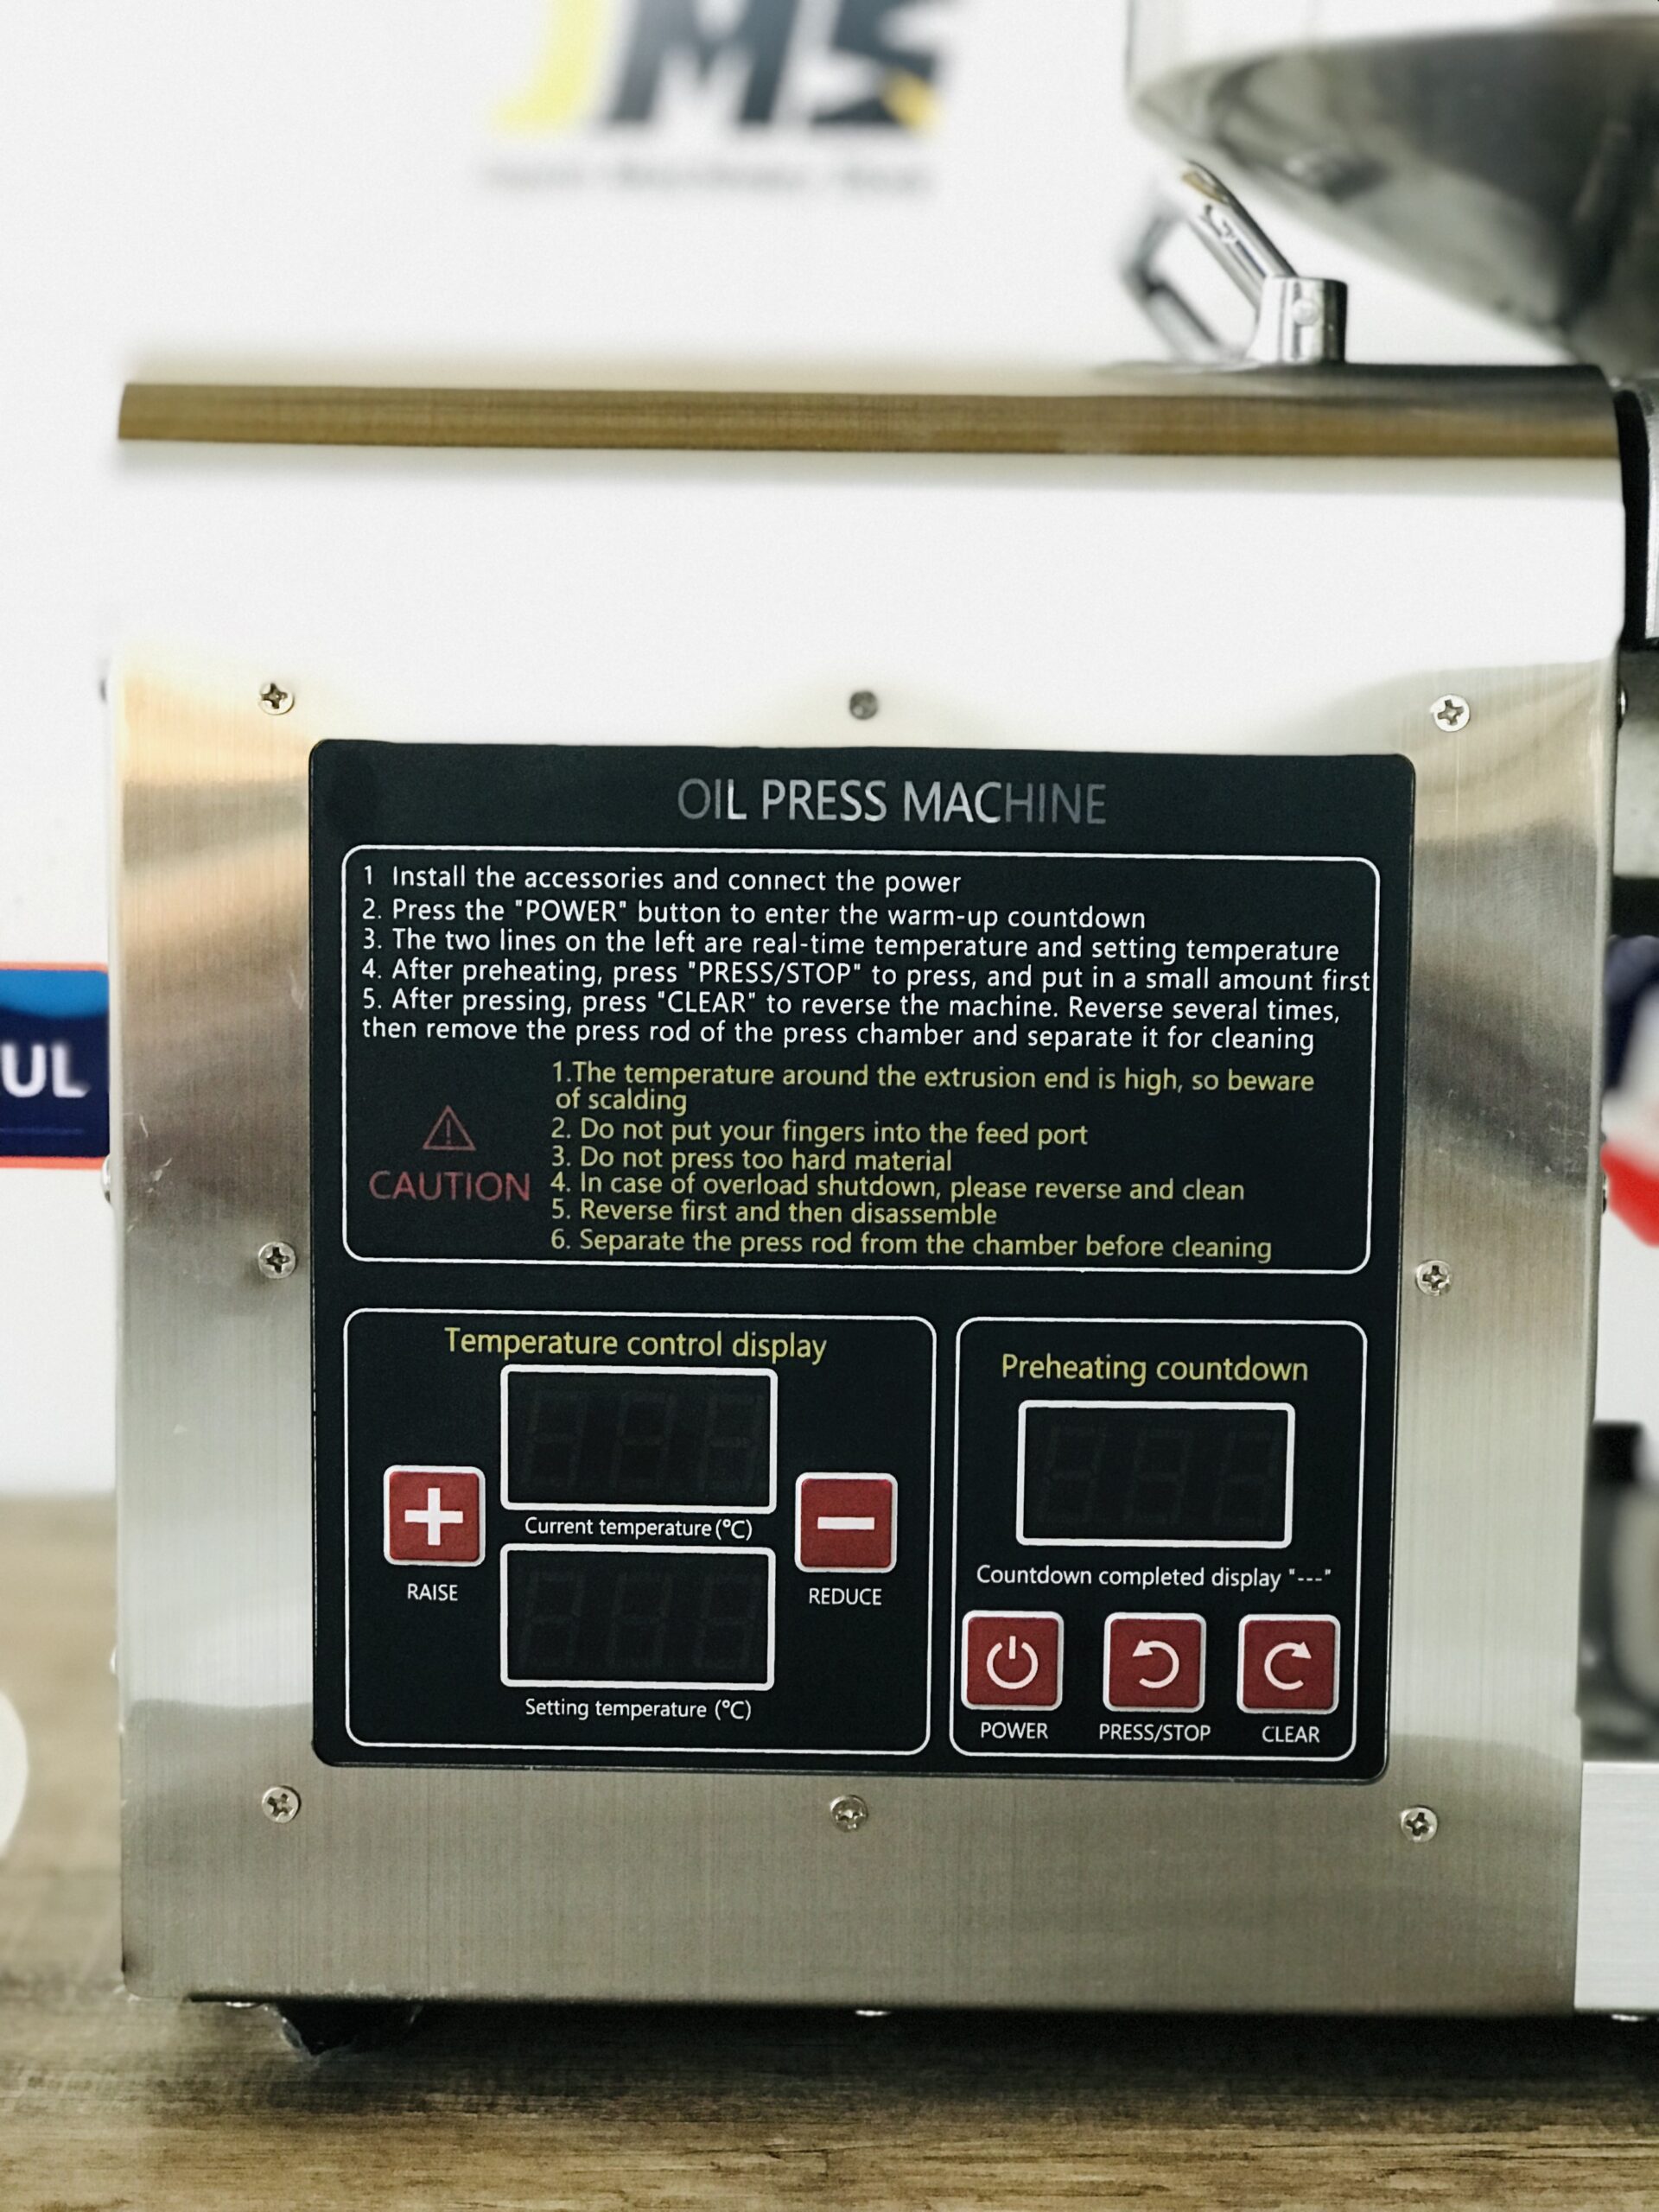 JMS
UL
OIL PRESS MACHINE
1 Install the accessories and connect the power
2. Press the "POWER" button to enter the warm-up countdown
3. The two lines on the left are real-time temperature and setting temperature
4. After preheating, press "PRESS/STOP" to press, and put in a small amount first
5. After pressing, press "CLEAR" to reverse the machine. Reverse several times,
then remove the press rod of the press chamber and separate it for cleaning
CAUTION
1.The temperature around the extrusion end is high, so beware
of scalding
2. Do not put your fingers into the feed port
3. Do not press too hard material
4. In case of overload shutdown, please reverse and clean
5. Reverse first and then disassemble
6. Separate the press rod from the chamber before cleaning
Temperature control display
Current temperature (°C)
RAISE
REDUCE
Setting temperature (°C)
Preheating countdown
Countdown completed display "---"
POWER
PRESS/STOP
CLEAR